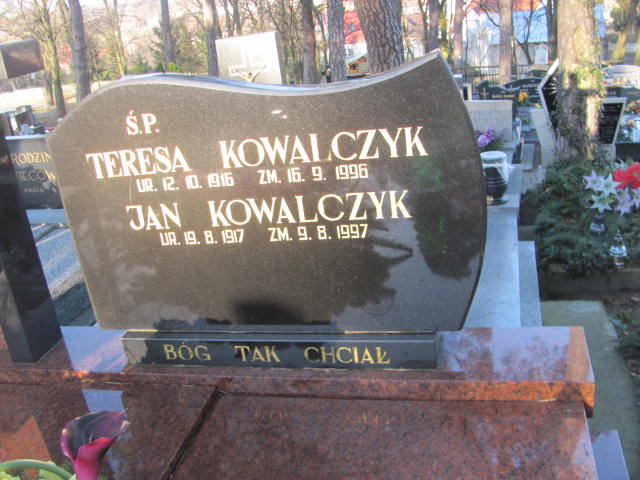 Ś.P.
TERESA KOWALCZYK
UR. 12. 10. 1916 ZM. 16. 9. 1996
JAN KOWALCZYK
UR. 19. 8. 1917 ZM. 9. 8. 1997
BÓG TAK CHCIAŁ
RODZIN